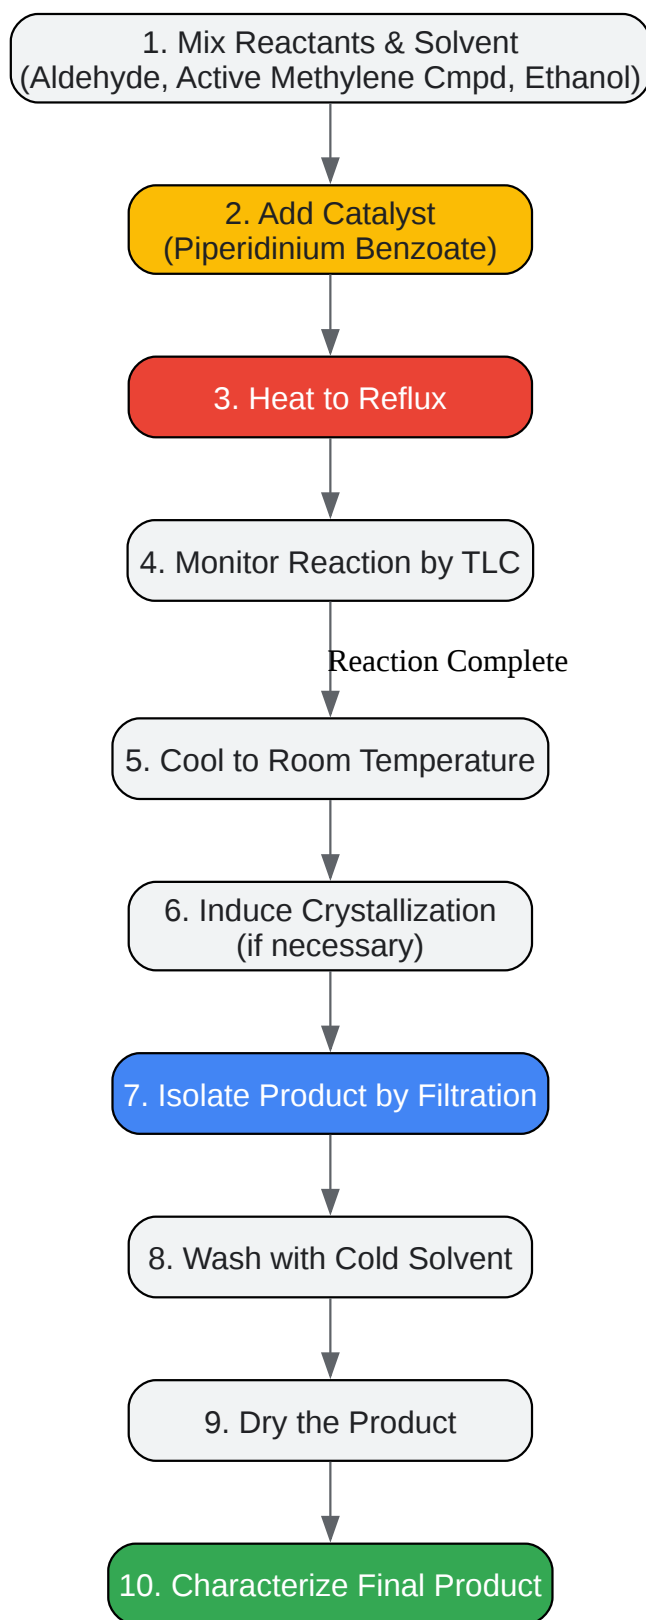 1. Mix Reactants & Solvent
(Aldehyde, Active Methylene Cmpd, Ethanol)
2. Add Catalyst
(Piperidinium Benzoate)
3. Heat to Reflux
4. Monitor Reaction by TLC
Reaction Complete
5. Cool to Room Temperature
6. Induce Crystallization
(if necessary)
7. Isolate Product by Filtration
8. Wash with Cold Solvent
9. Dry the Product
10. Characterize Final Product